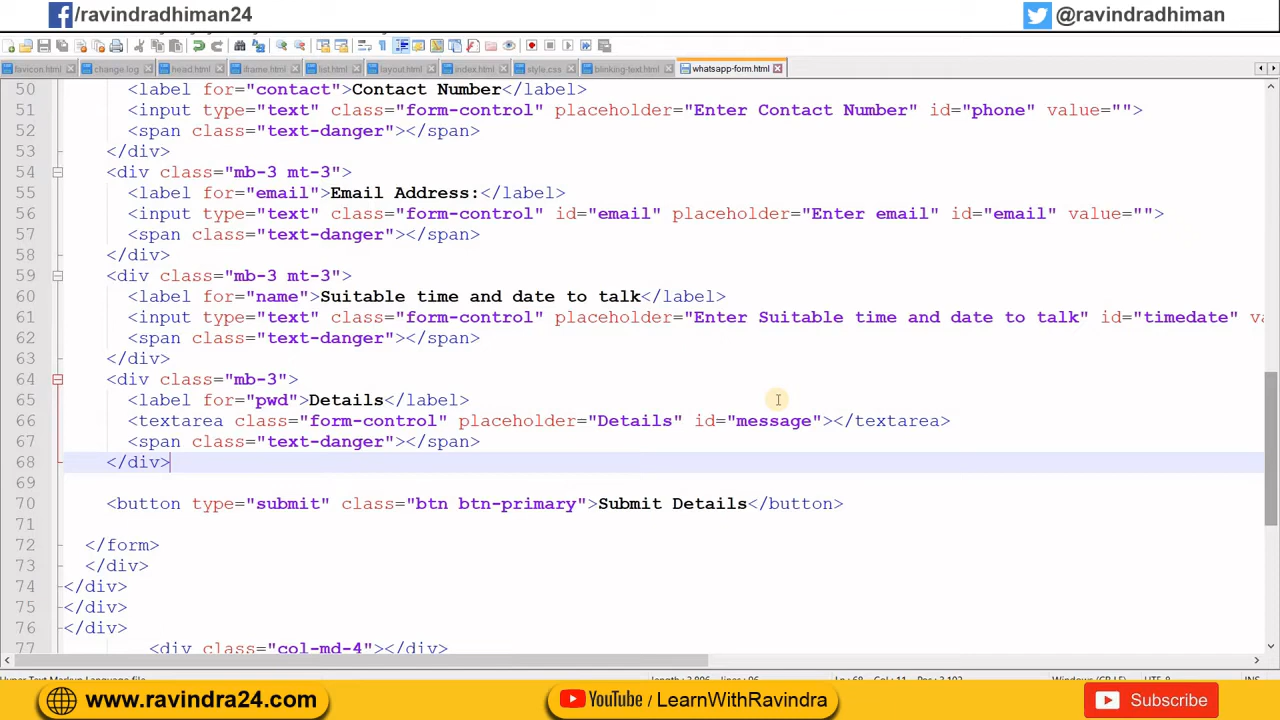 /ravindradhiman24
@ravindradhiman
favicon.html change.log head.html iframe.html list.html layout.html index.html style.css blinking-text.html whatsapp-form.html
50 <label for="contact">Contact Number</label>
51 <input type="text" class="form-control" placeholder="Enter Contact Number" id="phone" value="">
52 <span class="text-danger"></span>
53 </div>
54 <div class="mb-3 mt-3">
55 <label for="email">Email Address:</label>
56 <input type="text" class="form-control" id="email" placeholder="Enter email" id="email" value="">
57 <span class="text-danger"></span>
58 </div>
59 <div class="mb-3 mt-3">
60 <label for="name">Suitable time and date to talk</label>
61 <input type="text" class="form-control" placeholder="Enter Suitable time and date to talk" id="timedate" va
62 <span class="text-danger"></span>
63 </div>
64 <div class="mb-3">
65 <label for="pwd">Details</label>
66 <textarea class="form-control" placeholder="Details" id="message"></textarea>
67 <span class="text-danger"></span>
68 </div>
69
70 <button type="submit" class="btn btn-primary">Submit Details</button>
71
72 </form>
73 </div>
74 </div>
75 </div>
76 </div>
77 <div class="col-md-4"></div>
www.ravindra24.com
YouTube / LearnWithRavindra
Subscribe